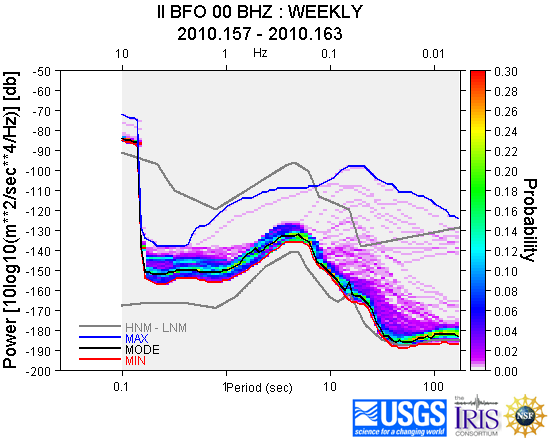 II BFO 00 BHZ : WEEKLY
2010.157 - 2010.163
10 1 Hz 0.1 0.01
Power [10log10(m**2/sec**4/Hz)] [db]
-50
-60
-70
-80
-90
-100
-110
-120
-130
-140
-150
-160
-170
-180
-190
-200
HNM - LNM
MAX
MODE
MIN
0.1 1 Period (sec) 10 100
0.30
0.28
0.26
0.24
0.22
0.20
0.18
0.16
0.14
0.12
0.10
0.08
0.06
0.04
0.02
0.00
Probability
USGS
science for a changing world
the
IRIS
CONSORTIUM
NSF